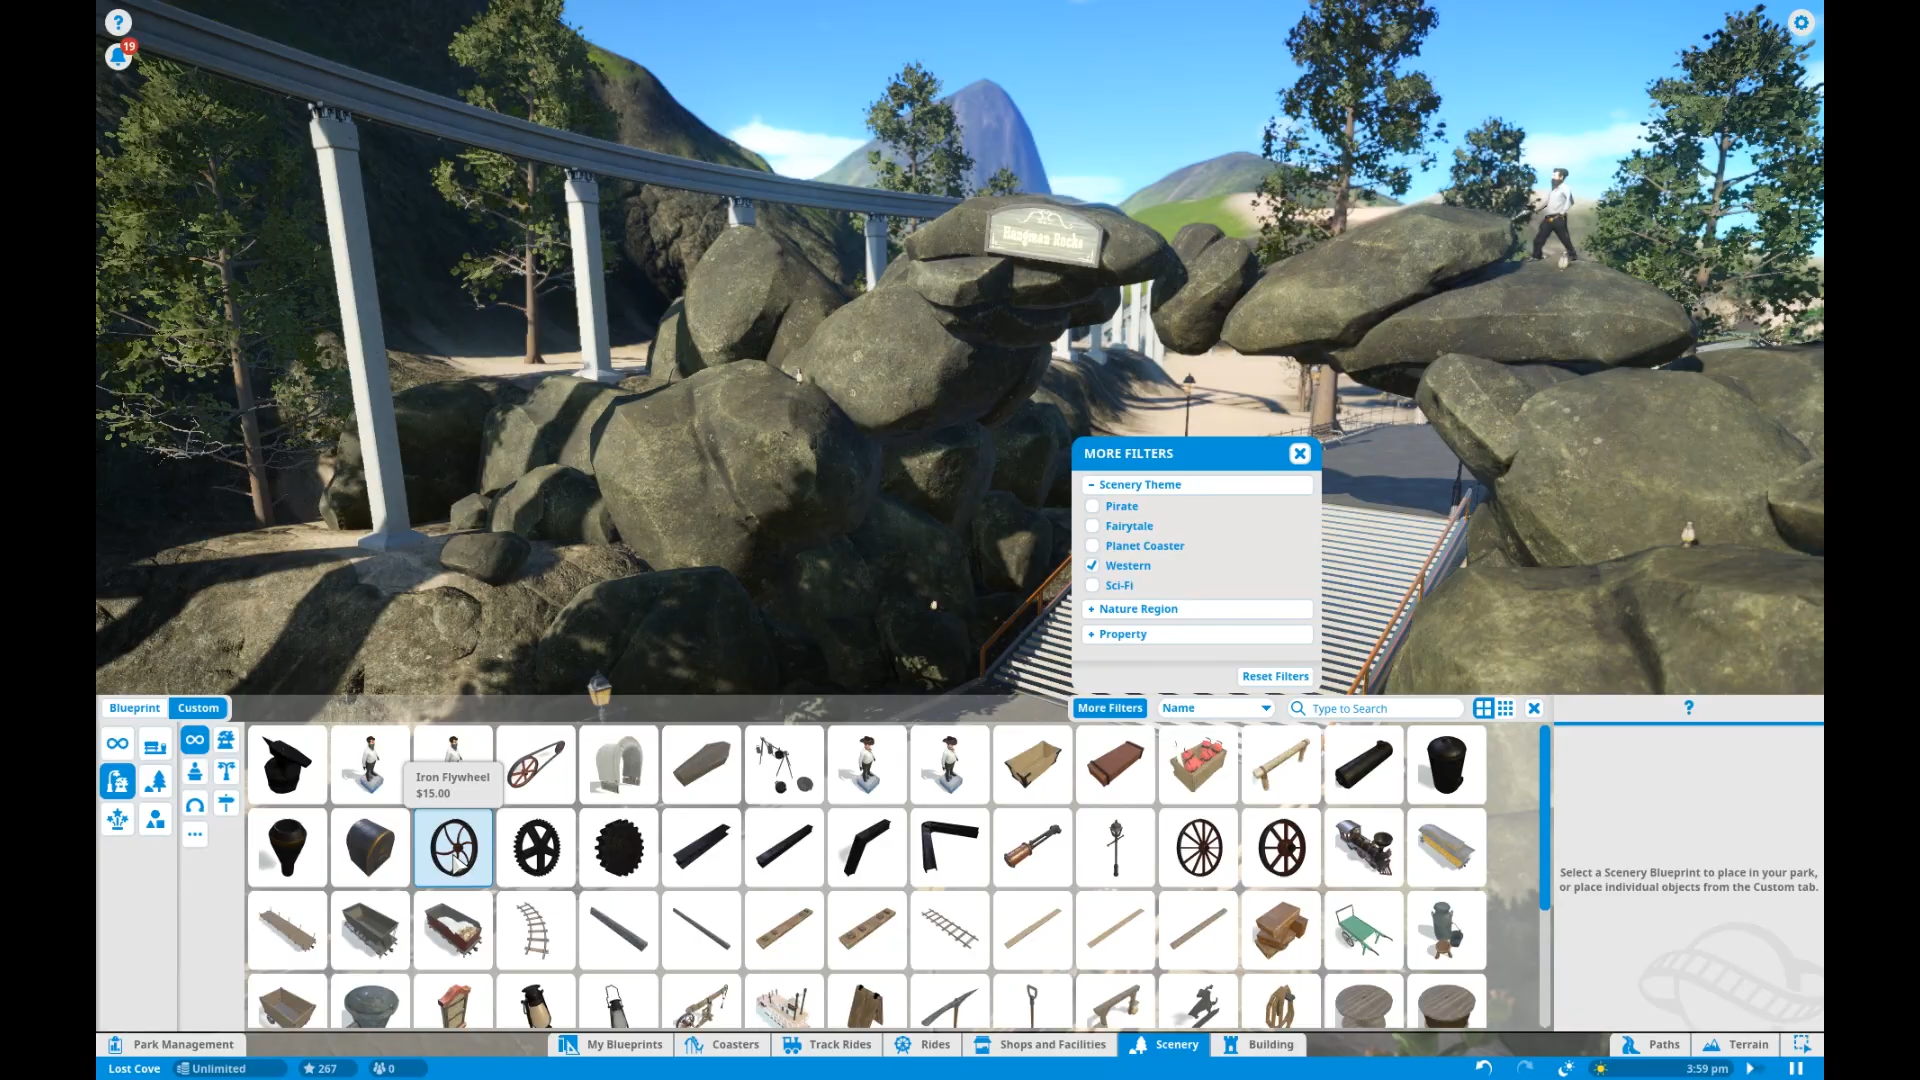 ?
19
Hangman Rocks
MORE FILTERS
- Scenery Theme
Pirate
Fairytale
Planet Coaster
Western
Sci-Fi
+ Nature Region
+ Property
Reset Filters
Blueprint Custom
More Filters Name Type to Search
?
Iron Flywheel
$15.00
Select a Scenery Blueprint to place in your park,
or place individual objects from the Custom tab.
Park Management My Blueprints Coasters Track Rides Rides Shops and Facilities Scenery Building Paths Terrain
Lost Cove Unlimited 267 0 3:59 pm